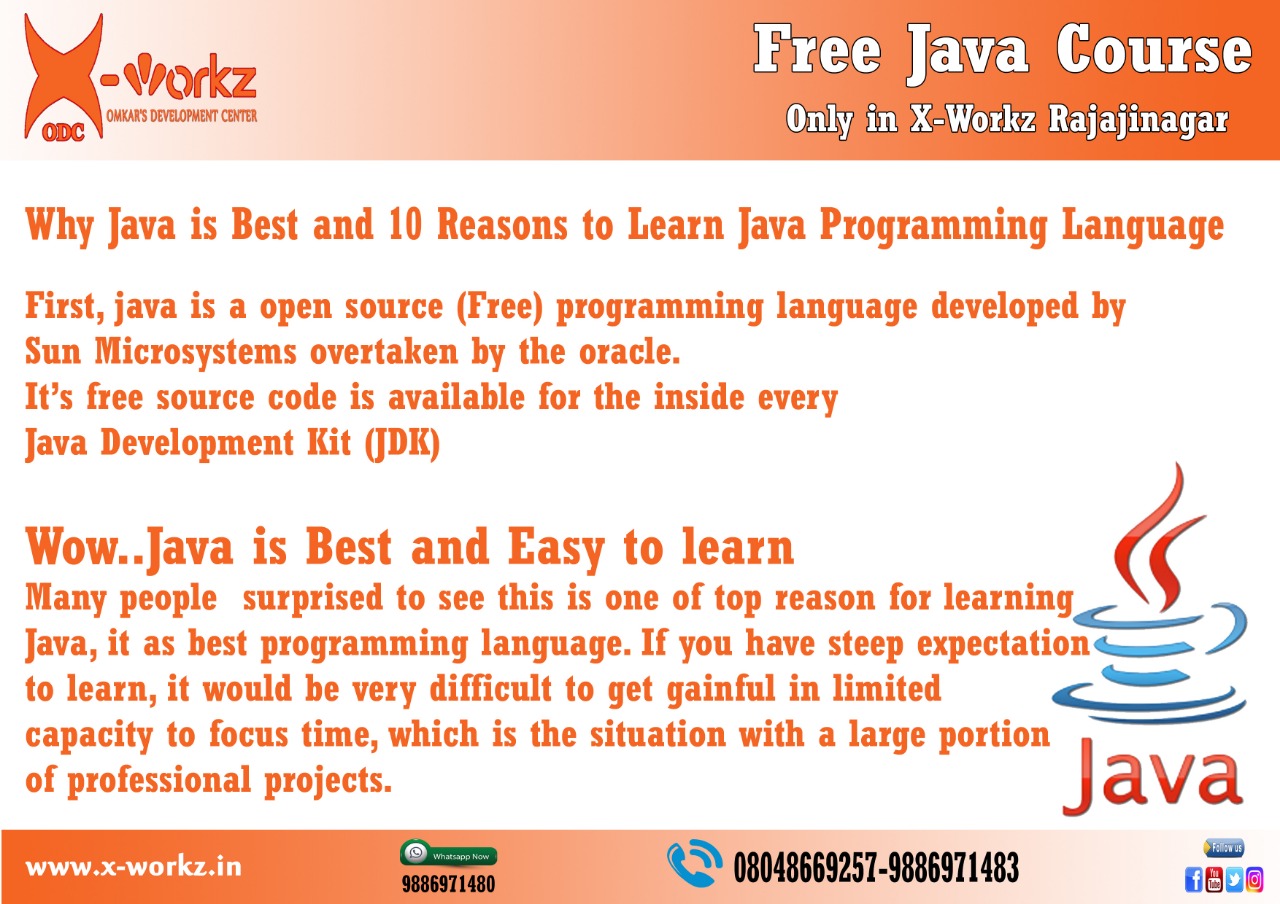 X-Workz
OMKAR'S DEVELOPMENT CENTER
ODC
Free Java Course
Only in X-Workz Rajajinagar
Why Java is Best and 10 Reasons to Learn Java Programming Language
First, java is a open source (Free) programming language developed by
Sun Microsystems overtaken by the oracle.
It's free source code is available for the inside every
Java Development Kit (JDK)
Wow..Java is Best and Easy to learn
Many people surprised to see this is one of top reason for learning
Java, it as best programming language. If you have steep expectation
to learn, it would be very difficult to get gainful in limited
capacity to focus time, which is the situation with a large portion
of professional projects.
Java
www.x-workz.in
Whatsapp Now
9886971480
08048669257-9886971483
Follow us
You
Tube